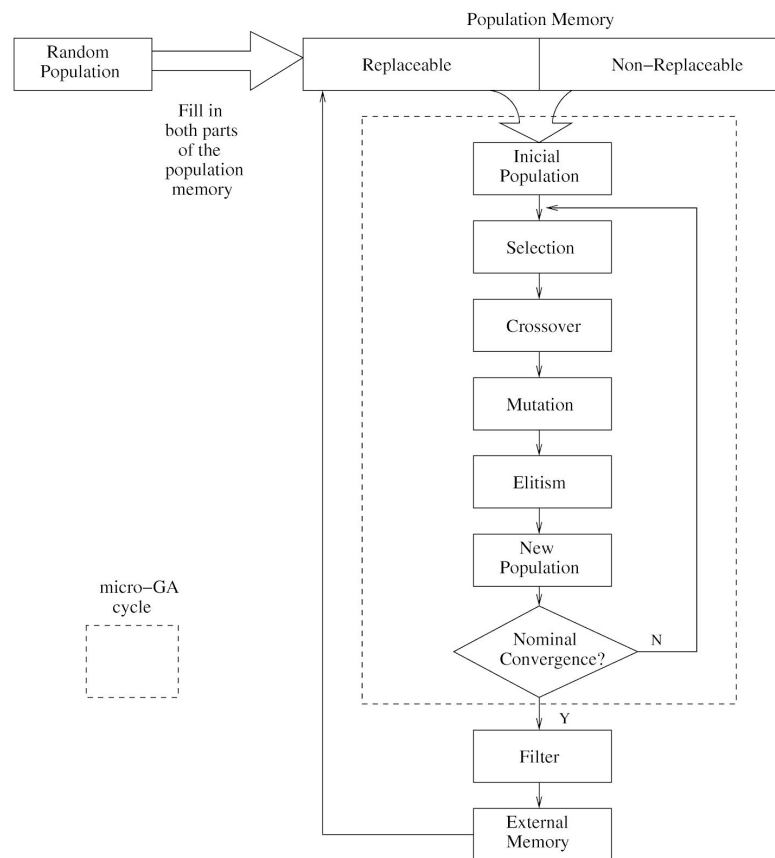 Population Memory
Random
Population
Replaceable
Non−Replaceable
Fill in
both parts
of the
population
memory
Inicial
Population
Selection
Crossover
Mutation
Elitism
New
Population
micro−GA
cycle
Nominal
Convergence?
N
Y
Filter
External
Memory